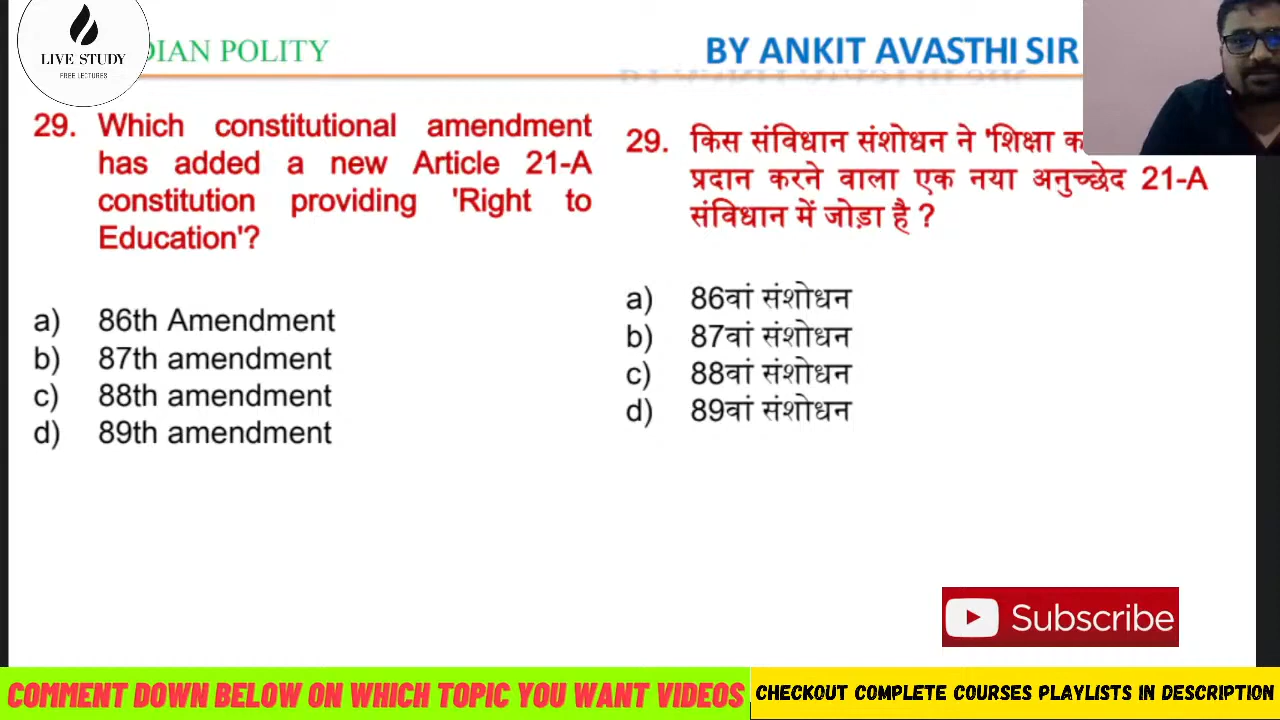 LIVE STUDY
FREE LECTURES
DIAN POLITY
BY ANKIT AVASTHI SIR
29. Which constitutional amendment
has added a new Article 21-A
constitution providing 'Right to
Education'?
a) 86th Amendment
b) 87th amendment
c) 88th amendment
d) 89th amendment
29. किस संविधान संशोधन ने 'शिक्षा
प्रदान करने वाला एक नया अनुच्छेद 21-A
संविधान में जोड़ा है ?
a) 86वां संशोधन
b) 87वां संशोधन
c) 88वां संशोधन
d) 89वां संशोधन
Subscribe
COMMENT DOWN BELOW ON WHICH TOPIC YOU WANT VIDEOS
CHECKOUT COMPLETE COURSES PLAYLISTS IN DESCRIPTION